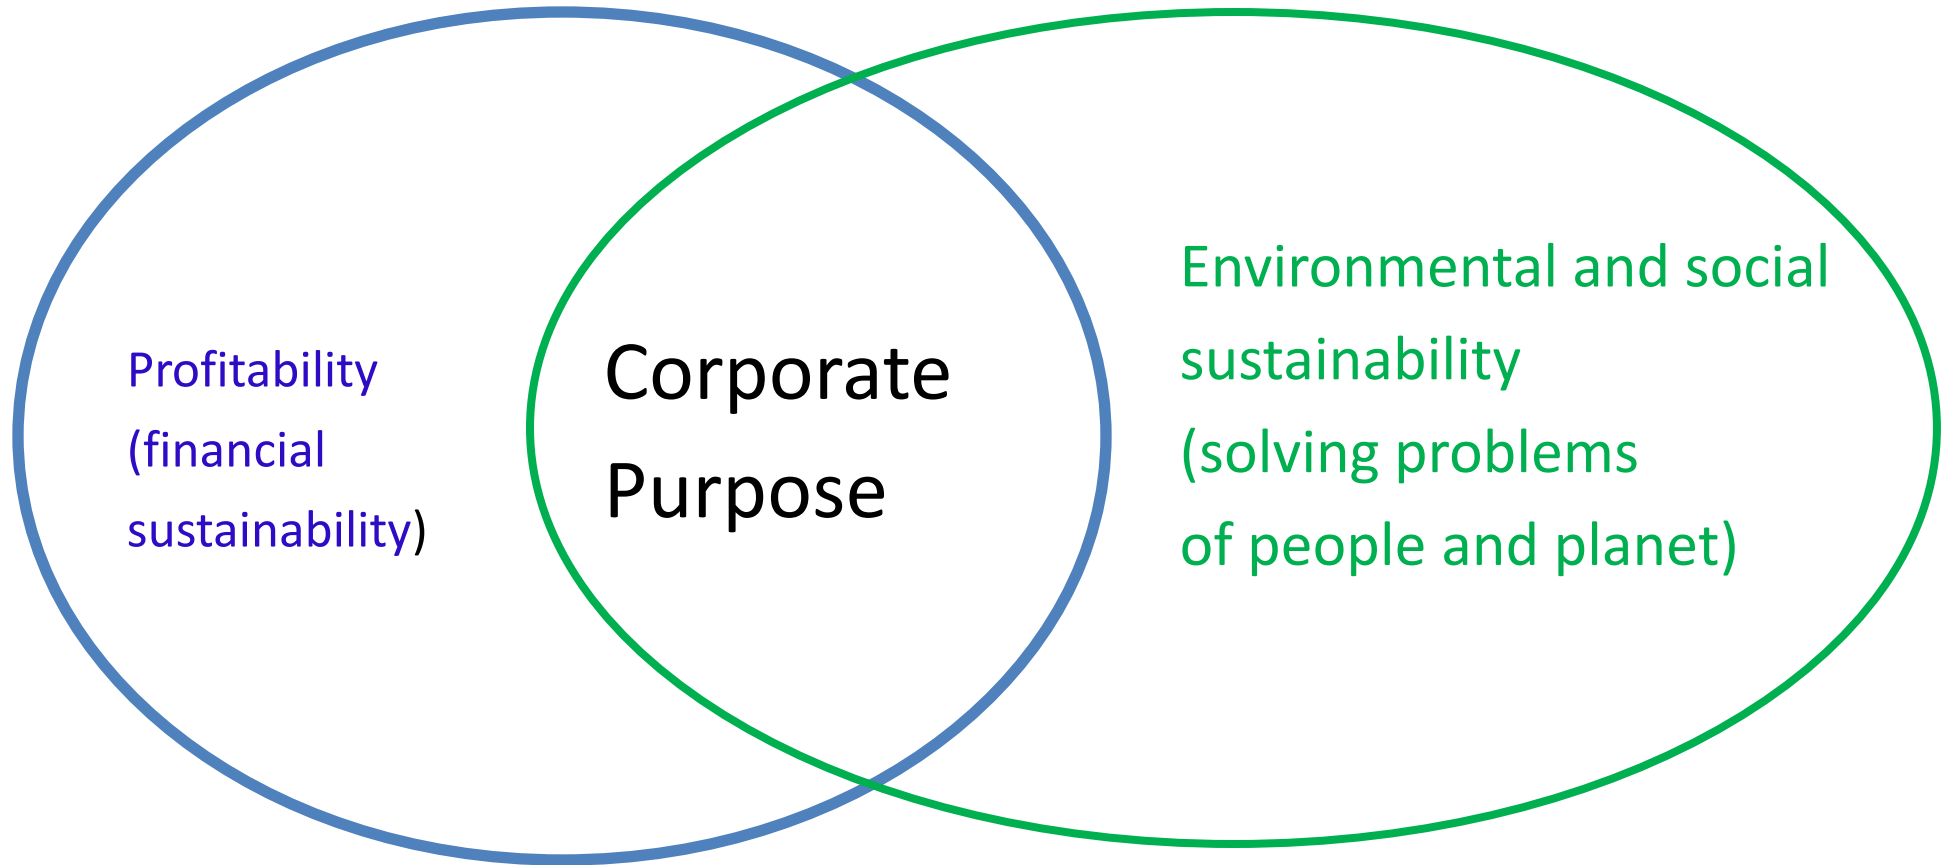 Profitability
(financial
sustainability)
Corporate
Purpose
Environmental and social
sustainability
(solving problems
of people and planet)